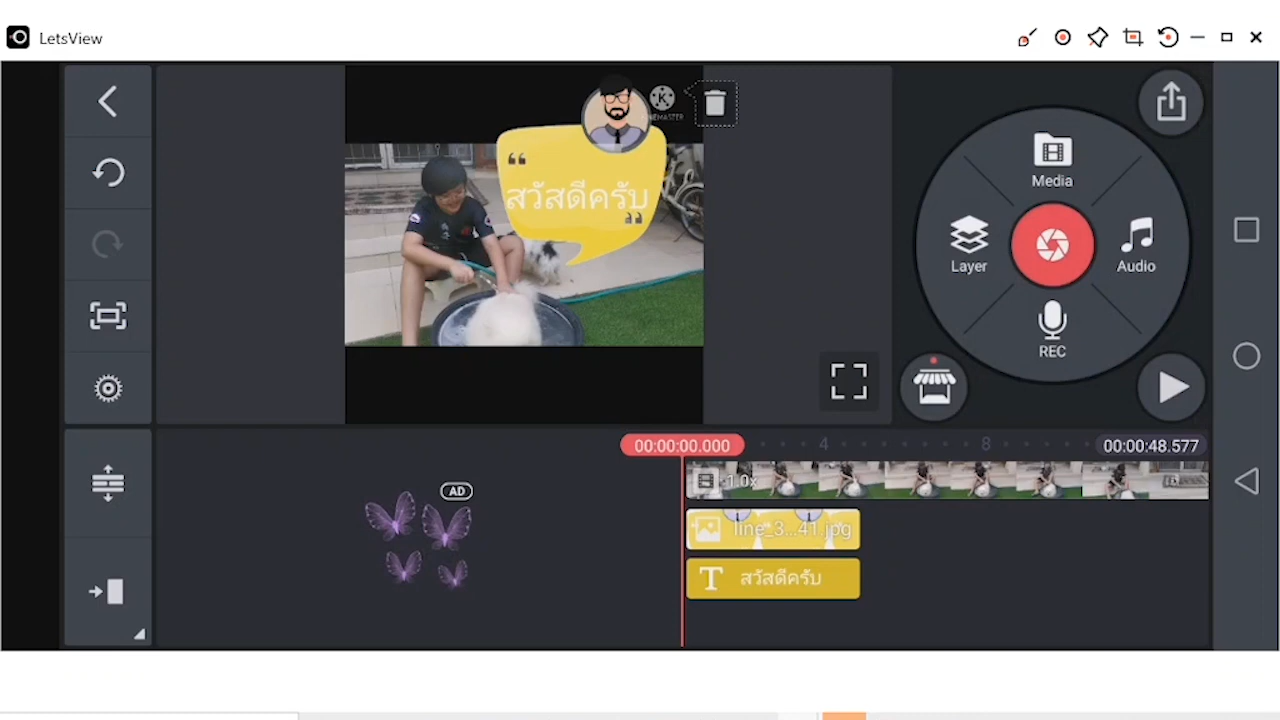 LetsView
KINEMASTER
“
สวัสดีครับ
”
Media
Layer
Audio
REC
00:00:00.000
4
8
00:00:48.577
1.0x
AD
line_3...41.jpg
T สวัสดีครับ